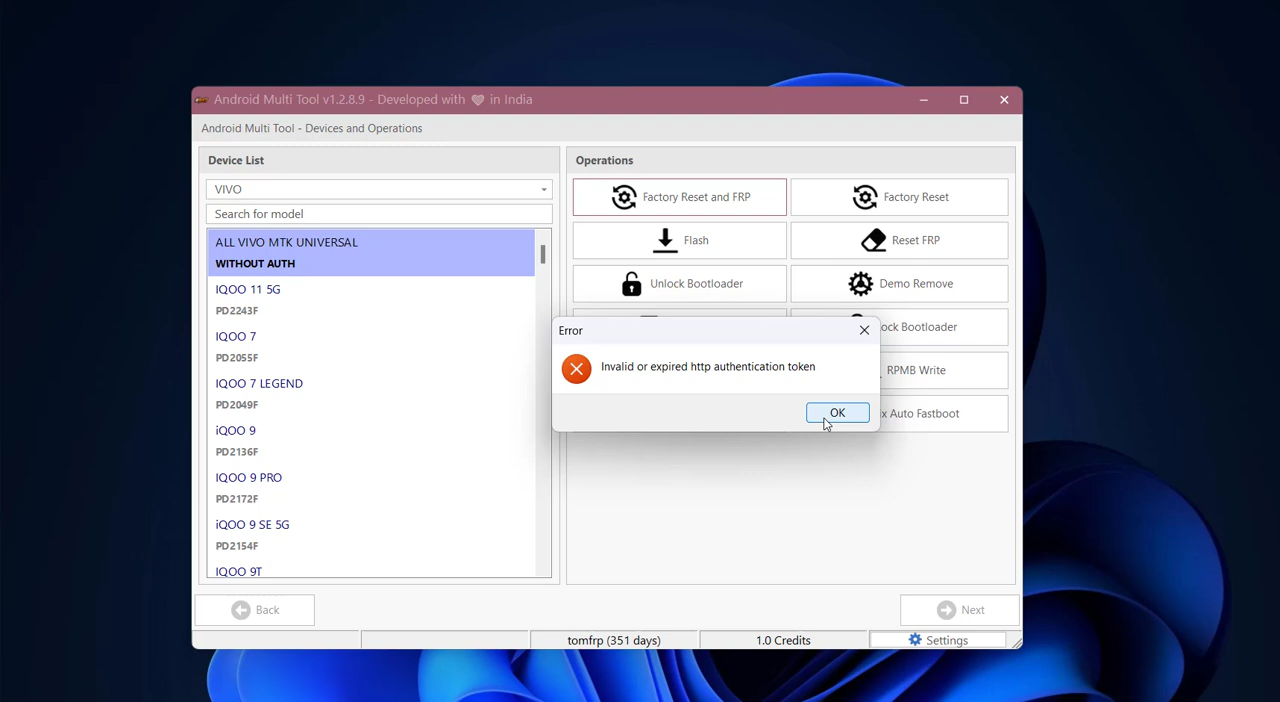 Android Multi Tool v1.2.8.9 - Developed with 🤍 in India
Android Multi Tool - Devices and Operations
Device List
VIVO
Search for model
ALL VIVO MTK UNIVERSAL
WITHOUT AUTH
IQOO 11 5G
PD2243F
IQOO 7
PD2055F
IQOO 7 LEGEND
PD2049F
iQOO 9
PD2136F
IQOO 9 PRO
PD2172F
iQOO 9 SE 5G
PD2154F
IQOO 9T
Operations
Factory Reset and FRP
Factory Reset
Flash
Reset FRP
Unlock Bootloader
Demo Remove
ock Bootloader
RPMB Write
x Auto Fastboot
Error
Invalid or expired http authentication token
OK
Back
Next
tomfrp (351 days)
1.0 Credits
Settings